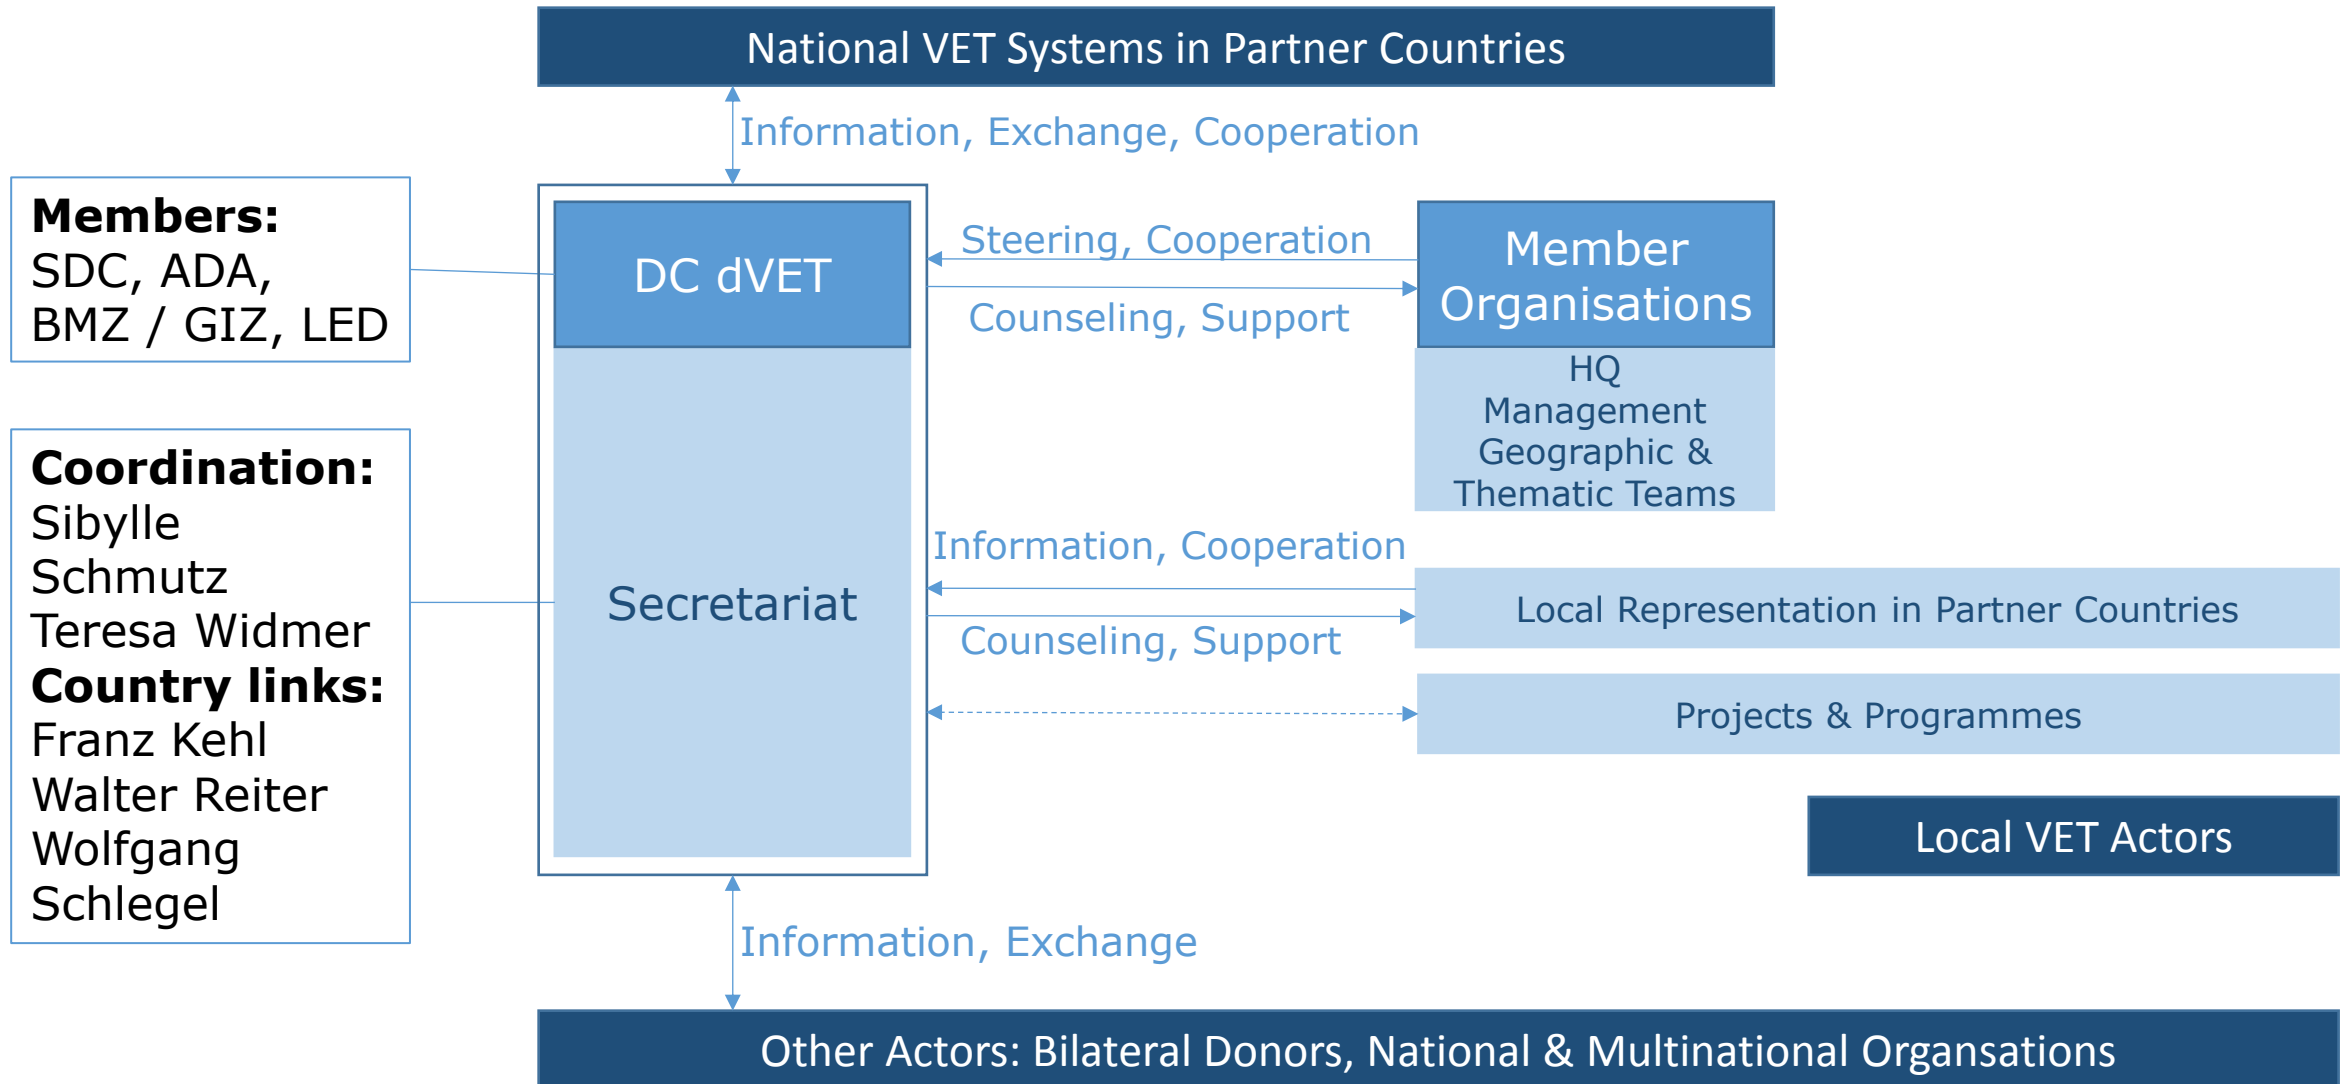 National VET Systems in Partner Countries
Information, Exchange, Cooperation
Members:
SDC, ADA,
BMZ / GIZ, LED
DC dVET
Steering, Cooperation
Counseling, Support
Member
Organisations
HQ
Management
Geographic &
Thematic Teams
Coordination:
Sibylle
Schmutz
Teresa Widmer
Country links:
Franz Kehl
Walter Reiter
Wolfgang
Schlegel
Secretariat
Information, Cooperation
Counseling, Support
Local Representation in Partner Countries
Projects & Programmes
Local VET Actors
Information, Exchange
Other Actors: Bilateral Donors, National & Multinational Organsations